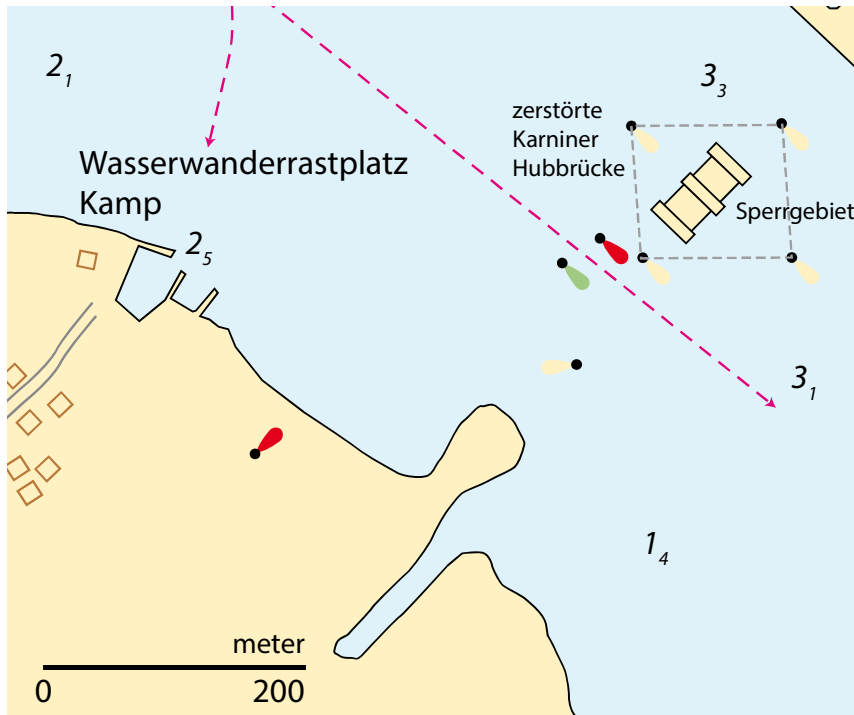 2₁
3₃
zerstörte
Karniner
Hubbrücke
Wasserwanderrastplatz
Kamp
Sperrgebiet
2₅
3₁
1₄
meter
0 200